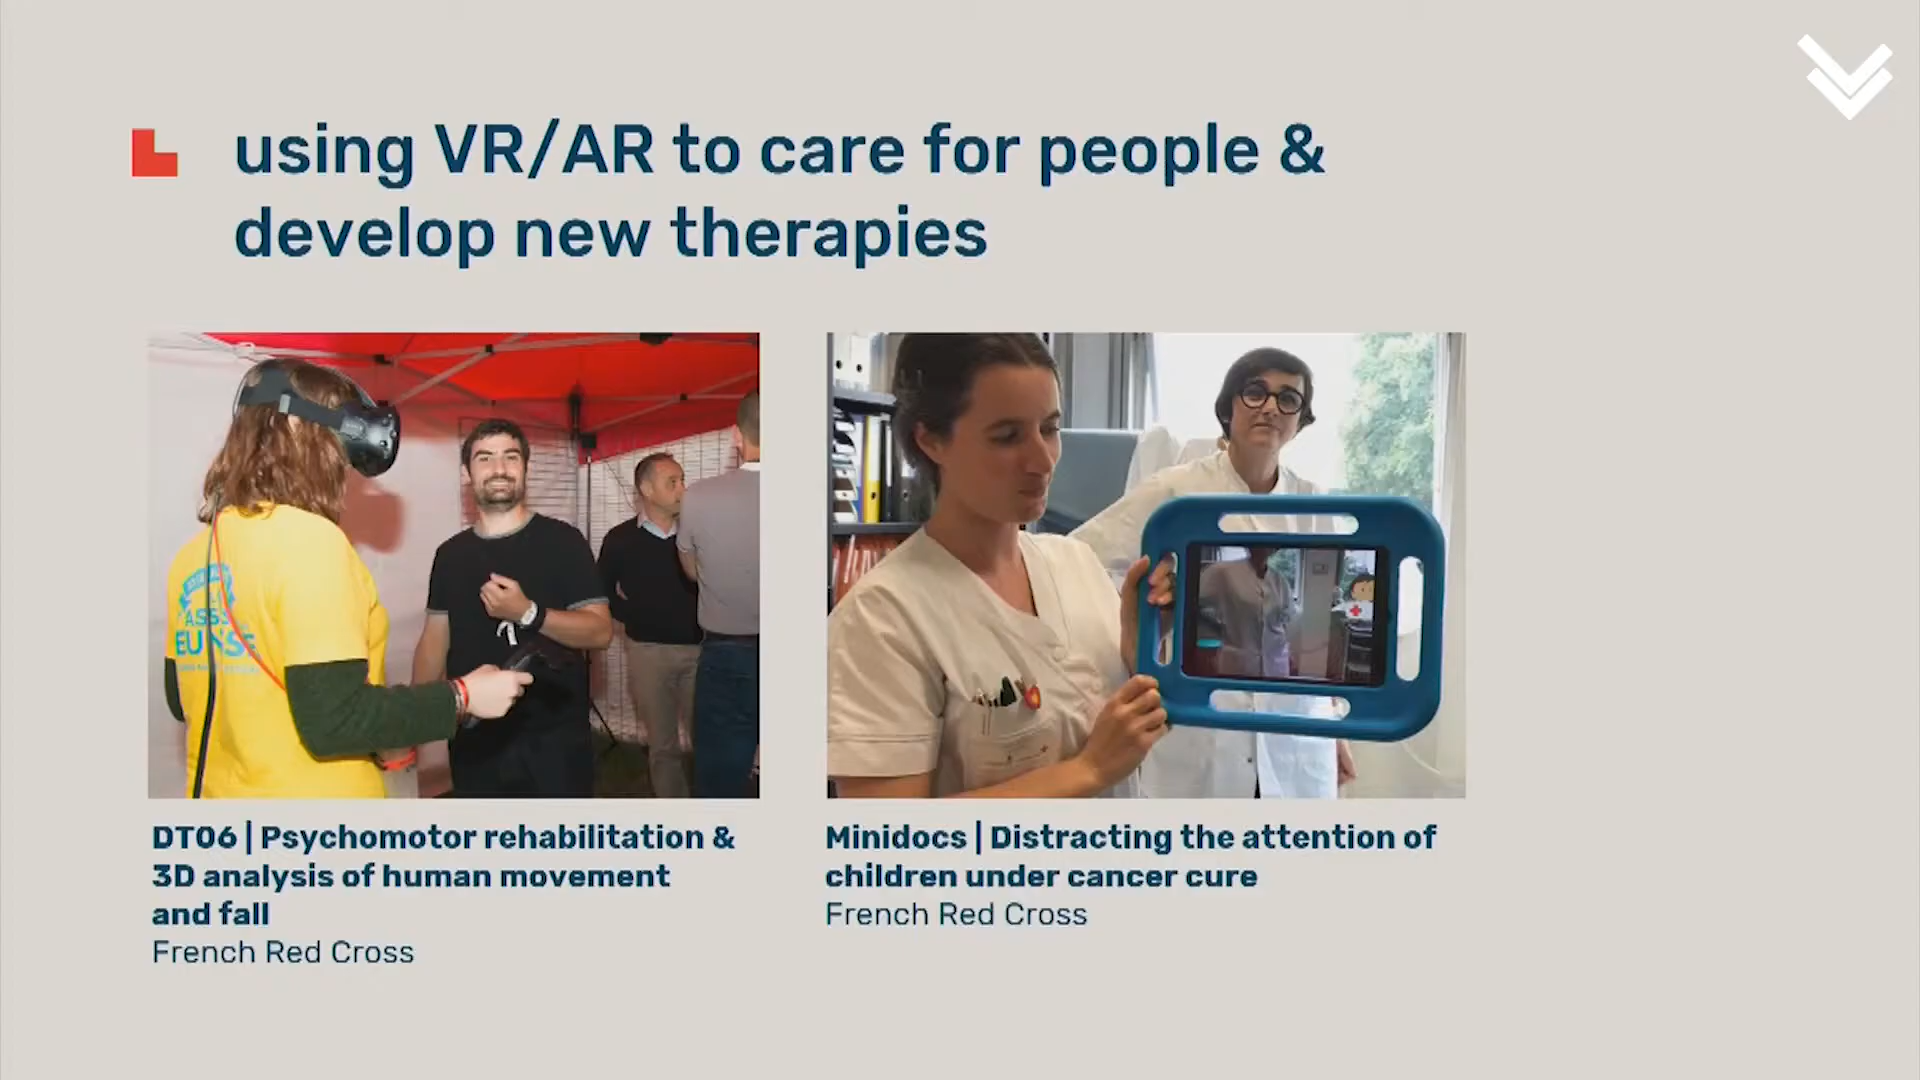 using VR/AR to care for people &
develop new therapies
DT06 | Psychomotor rehabilitation &
3D analysis of human movement
and fall
French Red Cross
Minidocs | Distracting the attention of
children under cancer cure
French Red Cross